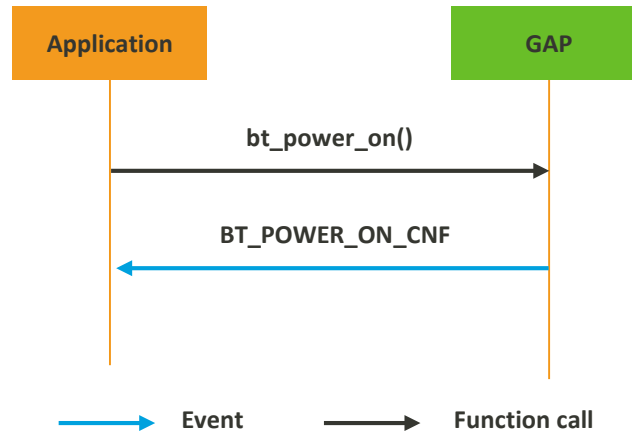 Application
GAP
bt_power_on()
BT_POWER_ON_CNF
Event
Function call